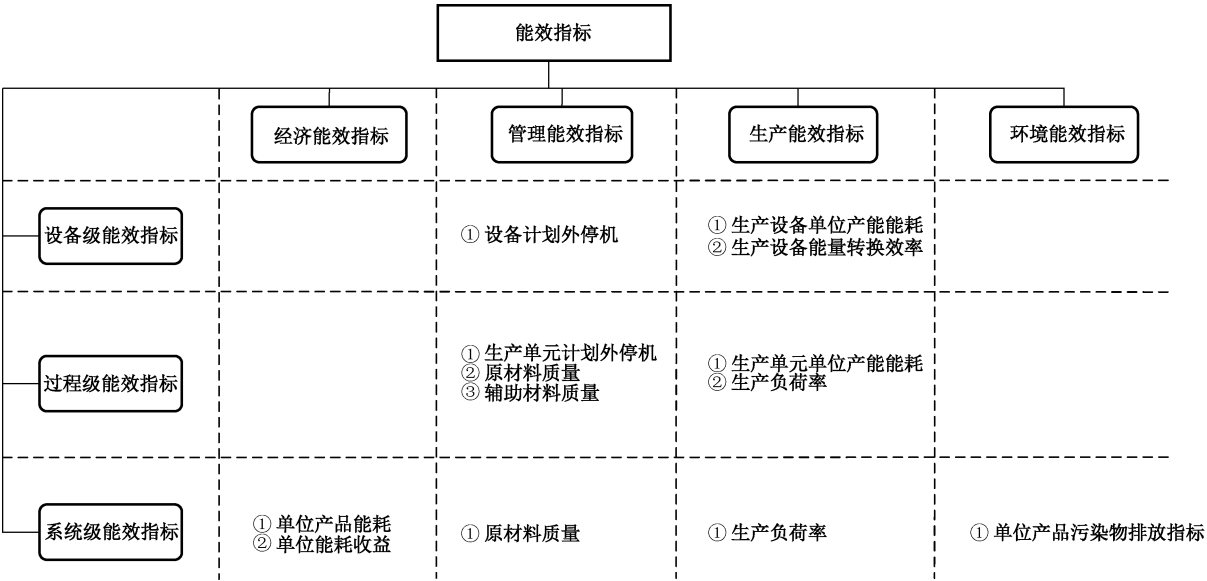 能效指标
经济能效指标
管理能效指标
生产能效指标
环境能效指标
设备级能效指标
① 设备计划外停机
① 生产设备单位产能能耗
② 生产设备能量转换效率
过程级能效指标
① 生产单元计划外停机
② 原材料质量
③ 辅助材料质量
① 生产单元单位产能能耗
② 生产负荷率
系统级能效指标
① 单位产品能耗
② 单位能耗收益
① 原材料质量
① 生产负荷率
① 单位产品污染物排放指标